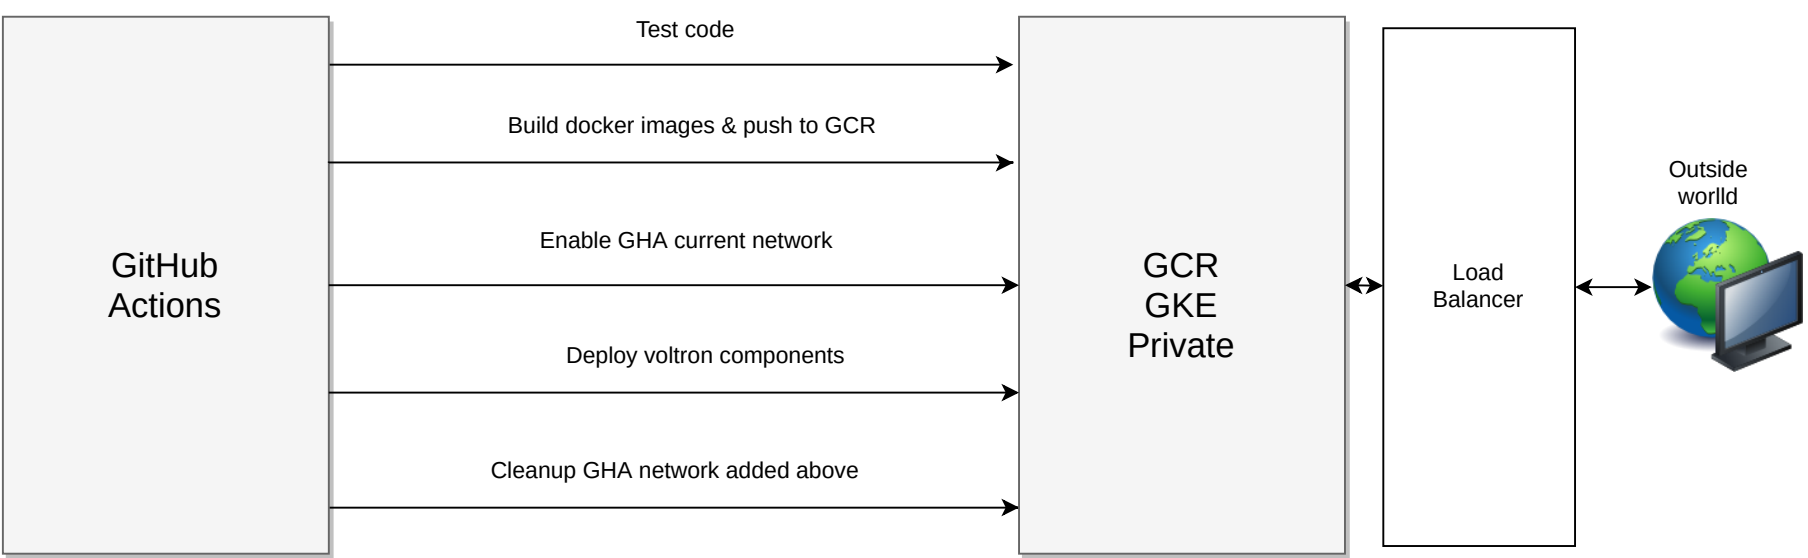 Test code
Build docker images & push to GCR
Enable GHA current network
Deploy voltron components
Cleanup GHA network added above
GitHub
Actions
GCR
GKE
Private
Load
Balancer
Outside
worlld